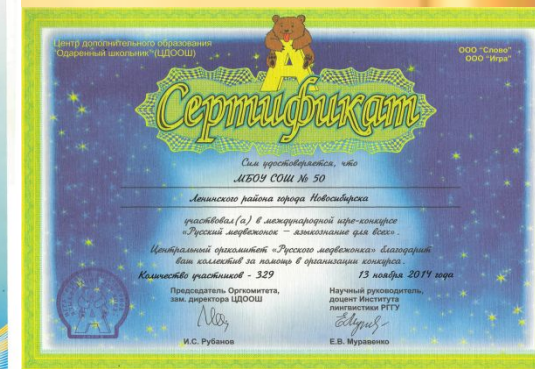 Центр дополнительного образования
"Одаренный школьник" (ЦДООШ)
ООО "Слово"
ООО "Игра"
Сертификат
Сим удостоверяется, что
МБОУ СОШ № 50
Ленинского района города Новосибирска
участвовал(а) в международной игре-конкурсе
«Русский медвежонок — языкознание для всех».
Центральный оргкомитет «Русского медвежонка» благодарит
ваш коллектив за помощь в организации конкурса.
Количество участников - 329
13 ноября 2014 года
Председатель Оргкомитета,
зам. директора ЦДООШ
Научный руководитель,
доцент Института
лингвистики РГГУ
И.С. Рубанов
Е.В. Муравенко